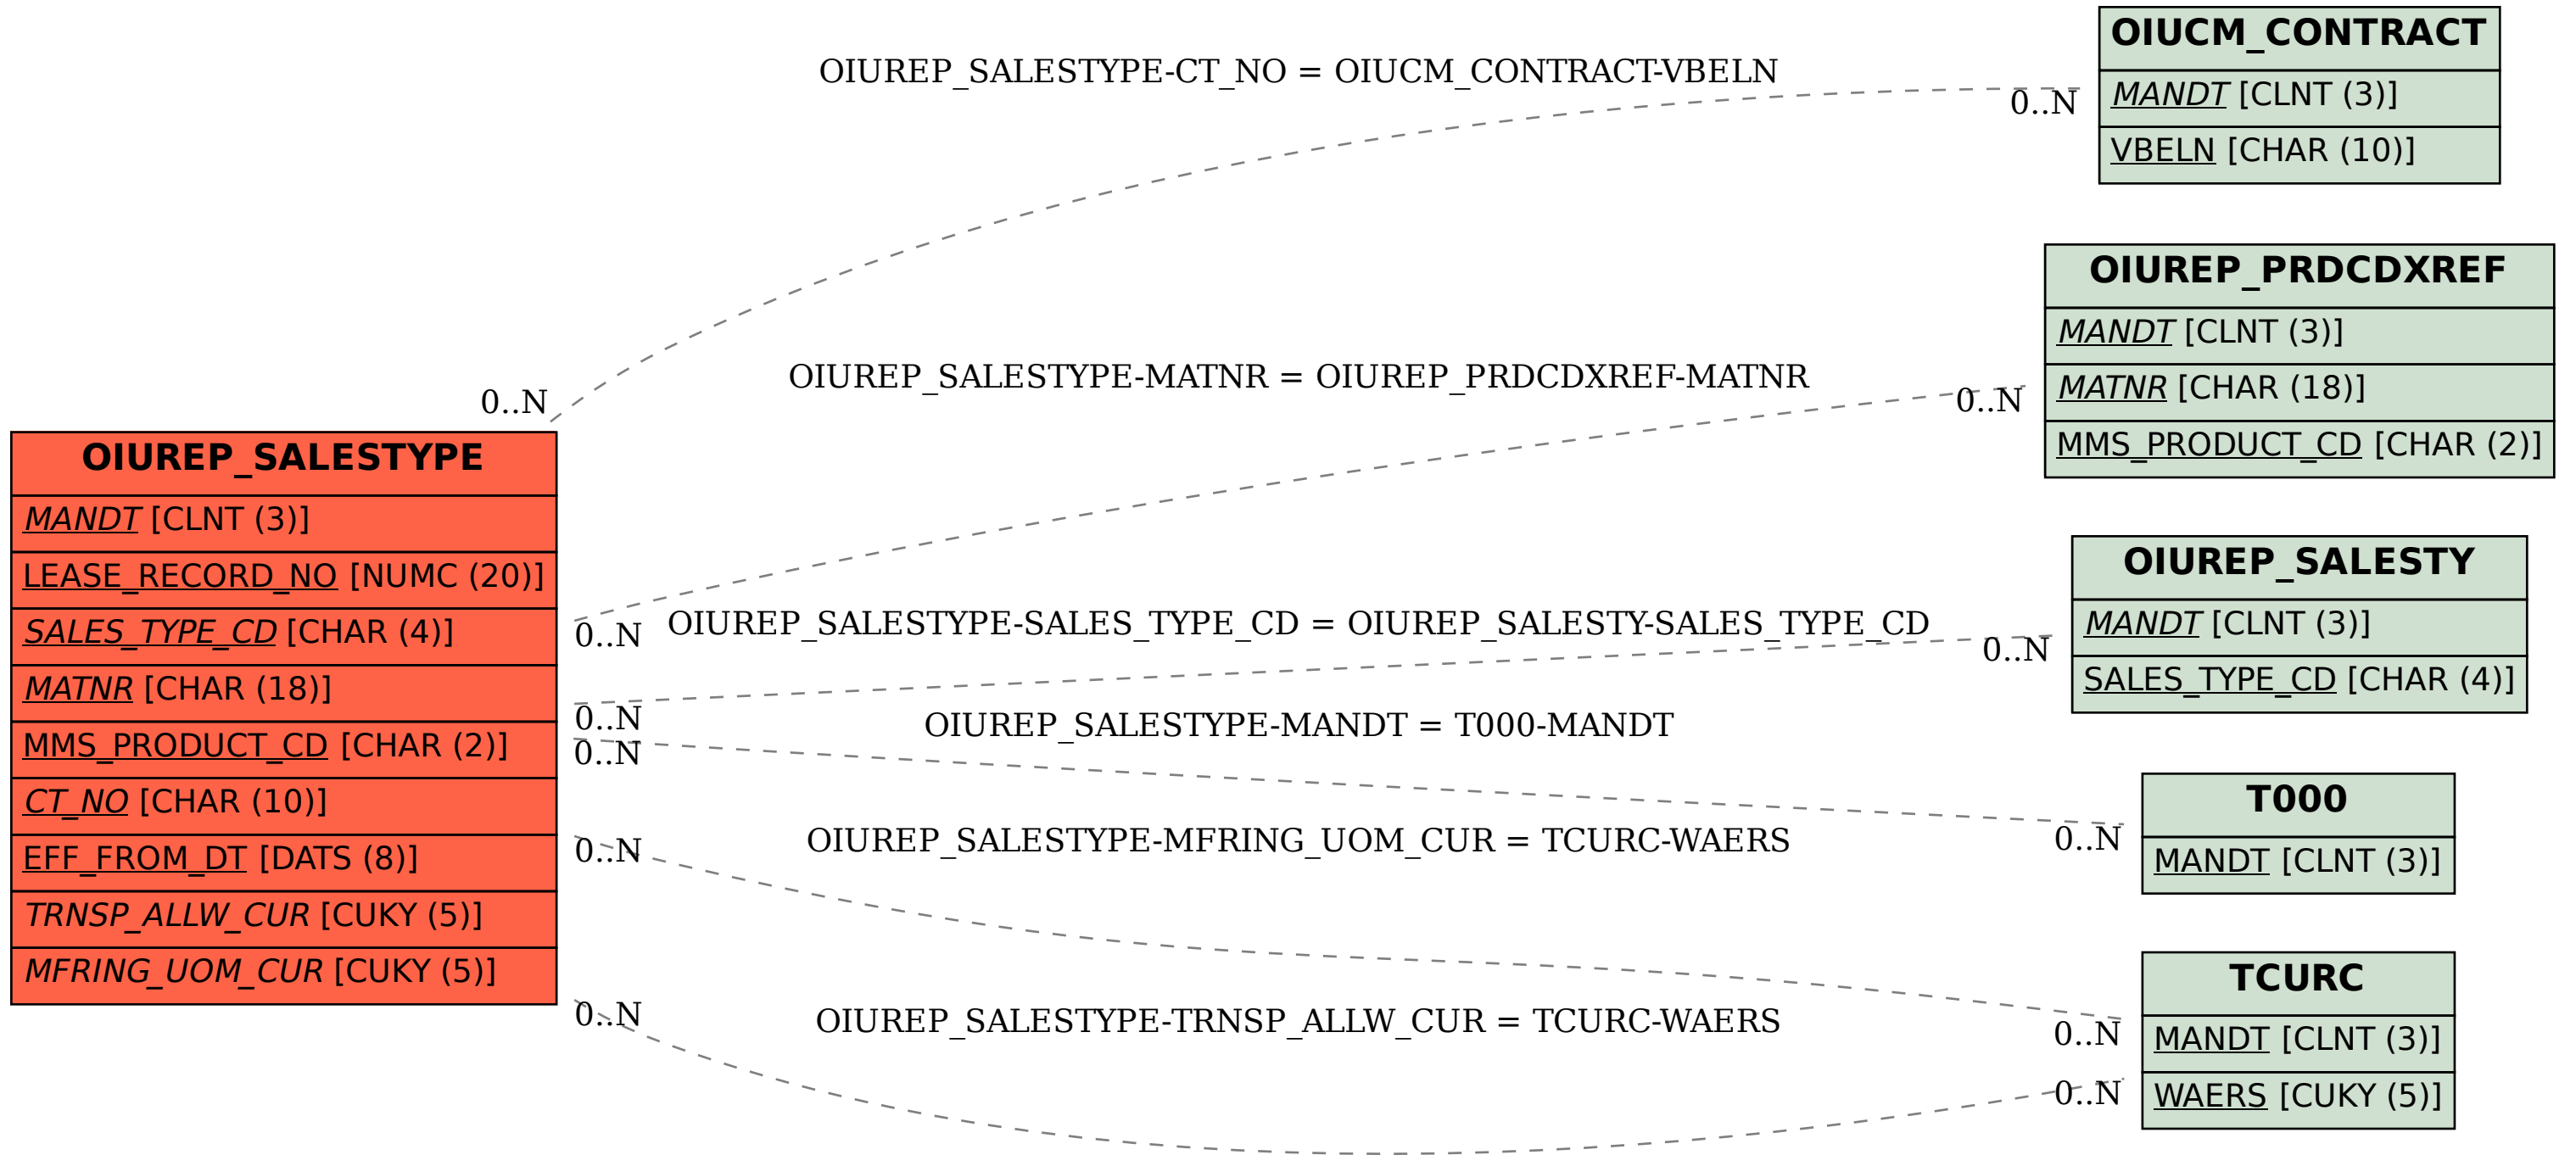 OIUREP_SALESTYPE
MANDT [CLNT (3)]
LEASE_RECORD_NO [NUMC (20)]
SALES_TYPE_CD [CHAR (4)]
MATNR [CHAR (18)]
MMS_PRODUCT_CD [CHAR (2)]
CT_NO [CHAR (10)]
EFF_FROM_DT [DATS (8)]
TRNSP_ALLW_CUR [CUKY (5)]
MFRING_UOM_CUR [CUKY (5)]
OIUREP_SALESTYPE-CT_NO = OIUCM_CONTRACT-VBELN
0..N
0..N
OIUREP_SALESTYPE-MATNR = OIUREP_PRDCDXREF-MATNR
0..N
0..N
OIUREP_SALESTYPE-SALES_TYPE_CD = OIUREP_SALESTY-SALES_TYPE_CD
0..N
0..N
OIUREP_SALESTYPE-MANDT = T000-MANDT
0..N
0..N
OIUREP_SALESTYPE-MFRING_UOM_CUR = TCURC-WAERS
0..N
0..N
OIUREP_SALESTYPE-TRNSP_ALLW_CUR = TCURC-WAERS
0..N
0..N
OIUCM_CONTRACT
MANDT [CLNT (3)]
VBELN [CHAR (10)]
OIUREP_PRDCDXREF
MANDT [CLNT (3)]
MATNR [CHAR (18)]
MMS_PRODUCT_CD [CHAR (2)]
OIUREP_SALESTY
MANDT [CLNT (3)]
SALES_TYPE_CD [CHAR (4)]
T000
MANDT [CLNT (3)]
TCURC
MANDT [CLNT (3)]
WAERS [CUKY (5)]